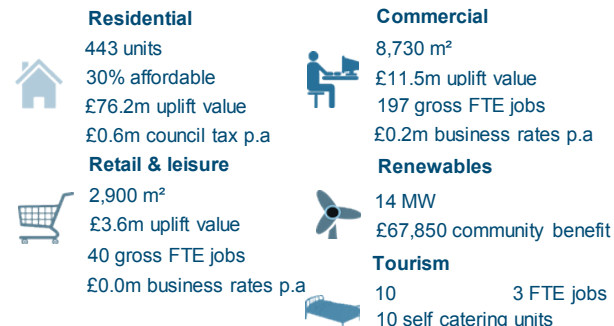 Residential
443 units
30% affordable
£76.2m uplift value
£0.6m council tax p.a
Retail & leisure
2,900 m²
£3.6m uplift value
40 gross FTE jobs
£0.0m business rates p.a
Commercial
8,730 m²
£11.5m uplift value
197 gross FTE jobs
£0.2m business rates p.a
Renewables
14 MW
£67,850 community benefit
Tourism
10 3 FTE jobs
10 self catering units